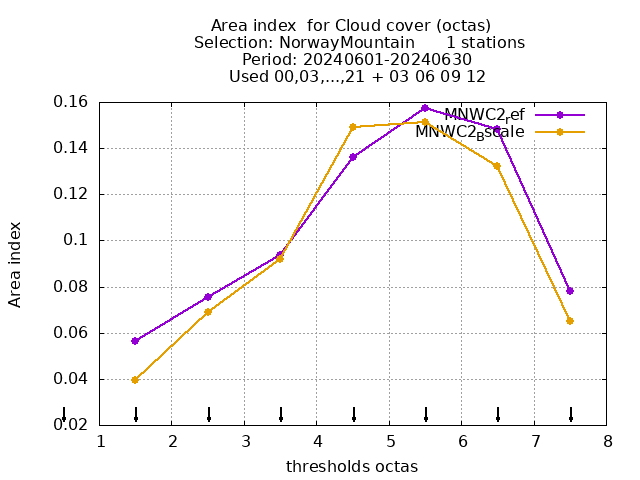 Area index  for Cloud cover (octas)
Selection: NorwayMountain      1 stations
Period: 20240601-20240630
Used 00,03,...,21 + 03 06 09 12
MNWC2_ref
MNWC2_Bscale
0.16
0.14
0.12
0.1
0.08
0.06
0.04
0.02
Area index
1 2 3 4 5 6 7 8
thresholds octas